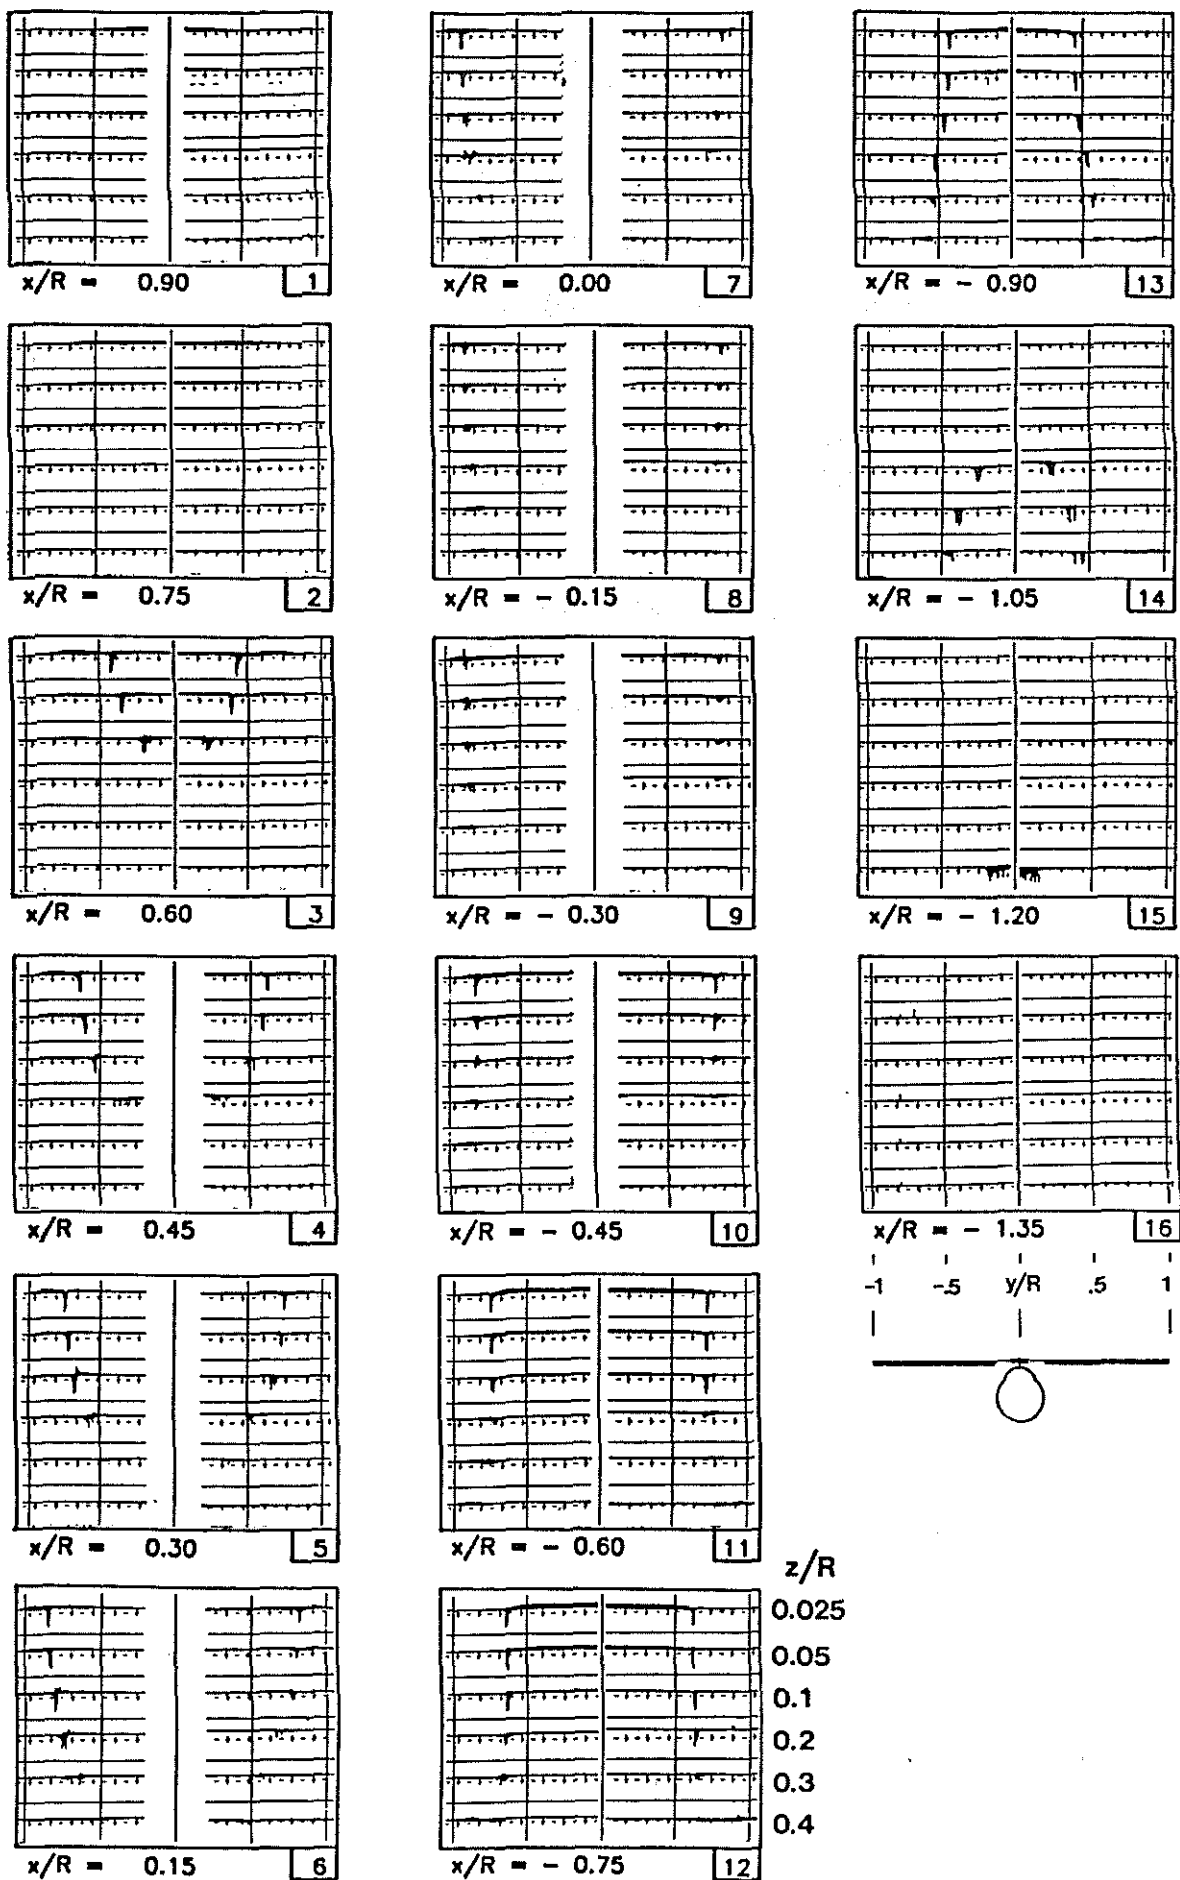 x/R = 0.90 1
x/R = 0.75 2
x/R = 0.60 3
x/R = 0.45 4
x/R = 0.30 5
x/R = 0.15 6
x/R = 0.00 7
x/R = - 0.15 8
x/R = - 0.30 9
x/R = - 0.45 10
x/R = - 0.60 11
x/R = - 0.75 12
z/R
0.025
0.05
0.1
0.2
0.3
0.4
x/R = - 0.90 13
x/R = - 1.05 14
x/R = - 1.20 15
x/R = - 1.35 16
-1 -.5 y/R .5 1